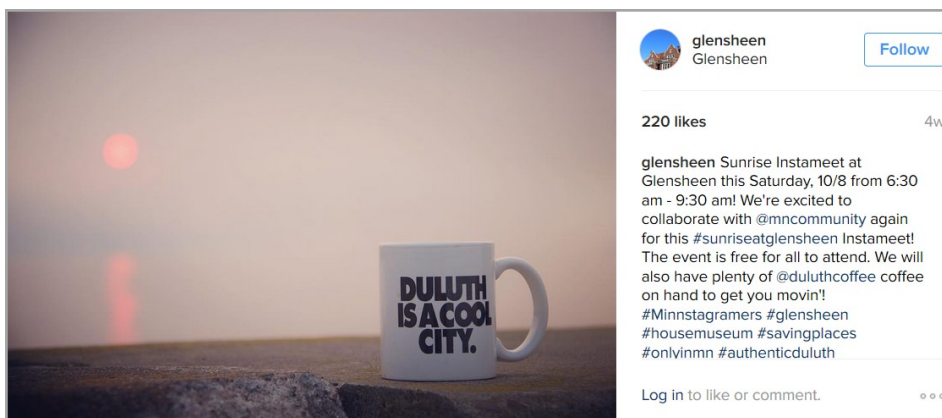 DULUTH
IS A COOL
CITY.
glensheen
Glensheen
Follow
220 likes
4w
glensheen Sunrise Instameet at
Glensheen this Saturday, 10/8 from 6:30
am - 9:30 am! We're excited to
collaborate with @mncommunity again
for this #sunriseatglensheen Instameet!
The event is free for all to attend. We will
also have plenty of @duluthcoffee coffee
on hand to get you movin'!
#Minnstagramers #glensheen
#housemuseum #savingplaces
#onlyinmn #authenticduluth
Log in to like or comment.